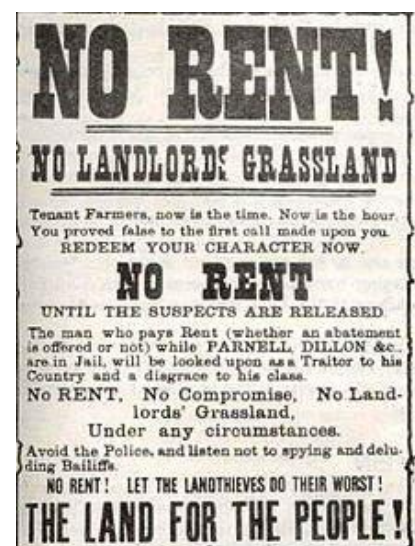 NO RENT!
NO LANDLORDS GRASSLAND
Tenant Farmers, now is the time. Now is the hour.
You proved false to the first call made upon you.
REDEEM YOUR CHARACTER NOW.
NO RENT
UNTIL THE SUSPECTS ARE RELEASED.
The man who pays Rent (whether an abatement
is offered or not) while PARNELL, DILLON &c.,
are in Jail, will be looked upon as a Traitor to his
Country and a disgrace to his class.
No RENT, No Compromise, No Land-
lords' Grassland,
Under any circumstances.
Avoid the Police, and listen not to spying and delu-
ding Bailiffs.
NO RENT! LET THE LANDTHIEVES DO THEIR WORST!
THE LAND FOR THE PEOPLE!